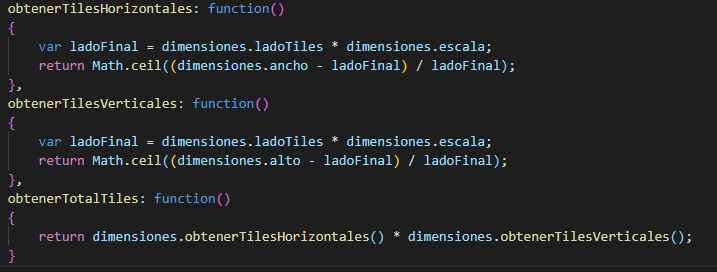 obtenerTilesHorizontales: function()
{
    var ladoFinal = dimensiones.ladoTiles * dimensiones.escala;
    return Math.ceil((dimensiones.ancho - ladoFinal) / ladoFinal);
},
obtenerTilesVerticales: function()
{
    var ladoFinal = dimensiones.ladoTiles * dimensiones.escala;
    return Math.ceil((dimensiones.alto - ladoFinal) / ladoFinal);
},
obtenerTotalTiles: function()
{
    return dimensiones.obtenerTilesHorizontales() * dimensiones.obtenerTilesVerticales();
}